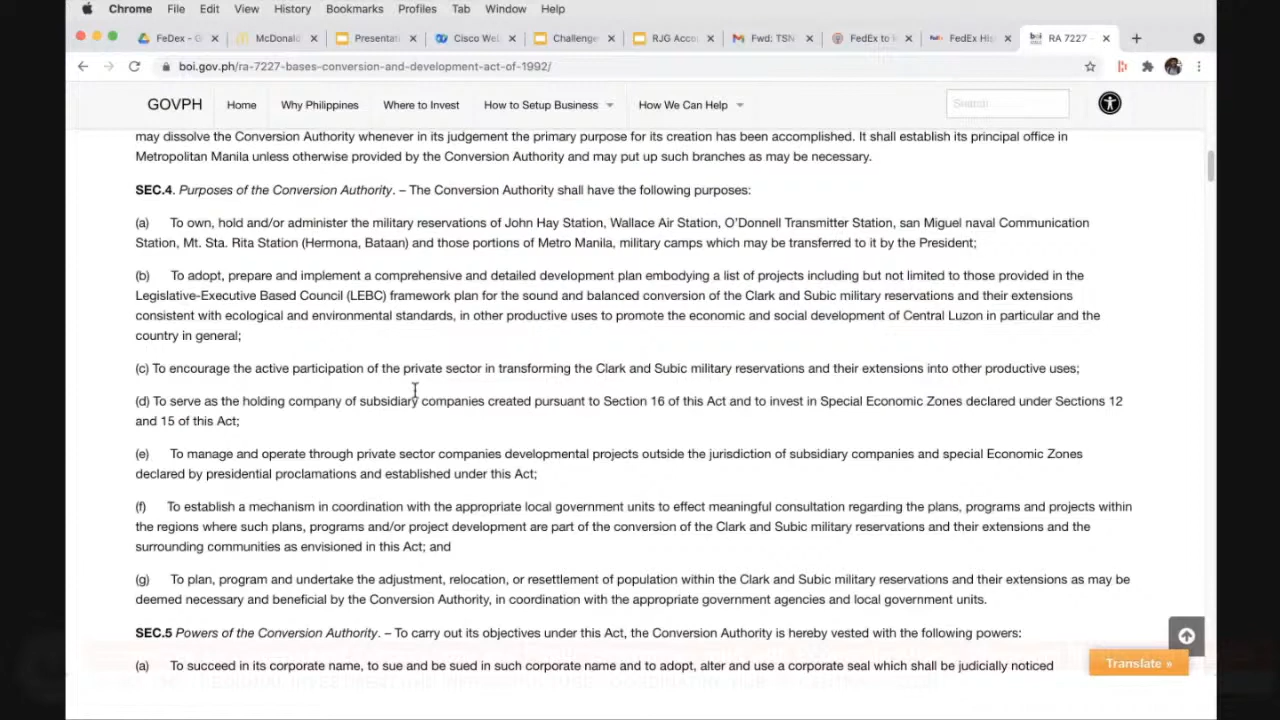 Chrome File Edit View History Bookmarks Profiles Tab Window Help
FeDex - G McDonal Presentati Cisco Web Challenge RJG Acco Fwd: TSN FedEx to FedEx His RA 7227 -
boi.gov.ph/ra-7227-bases-conversion-and-development-act-of-1992/
GOVPH Home Why Philippines Where to Invest How to Setup Business How We Can Help Search
may dissolve the Conversion Authority whenever in its judgement the primary purpose for its creation has been accomplished. It shall establish its principal office in
Metropolitan Manila unless otherwise provided by the Conversion Authority and may put up such branches as may be necessary.
SEC.4. Purposes of the Conversion Authority. – The Conversion Authority shall have the following purposes:
(a) To own, hold and/or administer the military reservations of John Hay Station, Wallace Air Station, O’Donnell Transmitter Station, san Miguel naval Communication
Station, Mt. Sta. Rita Station (Hermona, Bataan) and those portions of Metro Manila, military camps which may be transferred to it by the President;
(b) To adopt, prepare and implement a comprehensive and detailed development plan embodying a list of projects including but not limited to those provided in the
Legislative-Executive Based Council (LEBC) framework plan for the sound and balanced conversion of the Clark and Subic military reservations and their extensions
consistent with ecological and environmental standards, in other productive uses to promote the economic and social development of Central Luzon in particular and the
country in general;
(c) To encourage the active participation of the private sector in transforming the Clark and Subic military reservations and their extensions into other productive uses;
(d) To serve as the holding company of subsidiary companies created pursuant to Section 16 of this Act and to invest in Special Economic Zones declared under Sections 12
and 15 of this Act;
(e) To manage and operate through private sector companies developmental projects outside the jurisdiction of subsidiary companies and special Economic Zones
declared by presidential proclamations and established under this Act;
(f) To establish a mechanism in coordination with the appropriate local government units to effect meaningful consultation regarding the plans, programs and projects within
the regions where such plans, programs and/or project development are part of the conversion of the Clark and Subic military reservations and their extensions and the
surrounding communities as envisioned in this Act; and
(g) To plan, program and undertake the adjustment, relocation, or resettlement of population within the Clark and Subic military reservations and their extensions as may be
deemed necessary and beneficial by the Conversion Authority, in coordination with the appropriate government agencies and local government units.
SEC.5 Powers of the Conversion Authority. – To carry out its objectives under this Act, the Conversion Authority is hereby vested with the following powers:
(a) To succeed in its corporate name, to sue and be sued in such corporate name and to adopt, alter and use a corporate seal which shall be judicially noticed
Translate »